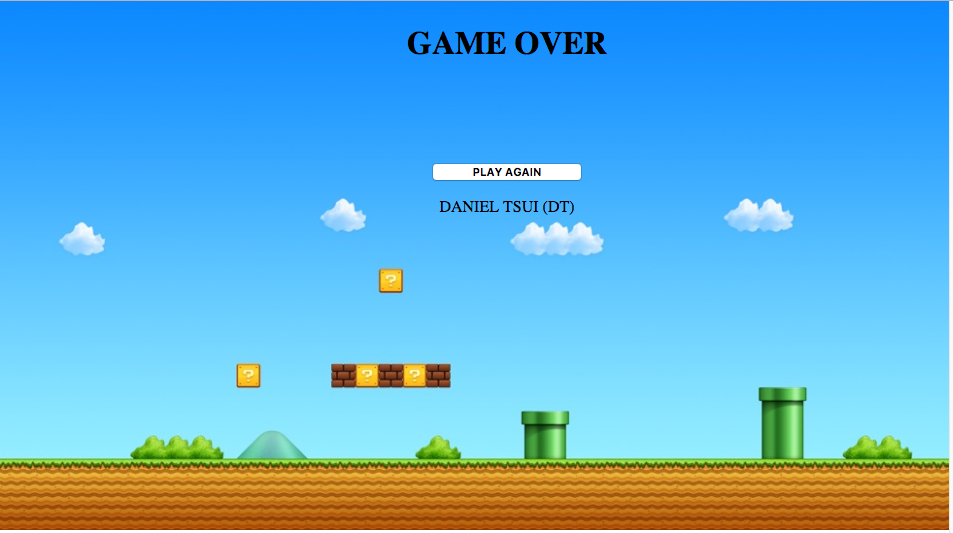 GAME OVER
PLAY AGAIN
DANIEL TSUI (DT)
?
?
? ?